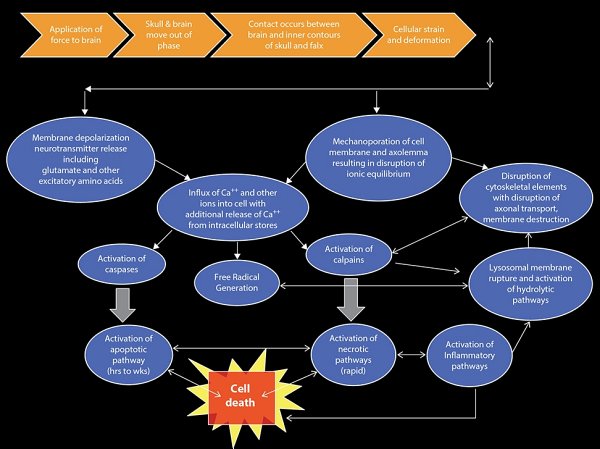 Application of
force to brain
Skull & brain
move out of
phase
Contact occurs between
brain and inner contours
of skull and falx
Cellular strain
and deformation
Membrane depolarization
neurotransmitter release
including
glutamate and other
excitatory amino acids
Mechanoporation of cell
membrane and axolemma
resulting in disruption of
ionic equilibrium
Disruption of
cytoskeletal elements
with disruption of
axonal transport,
membrane destruction
Influx of Ca⁺⁺ and other
ions into cell with
additional release of Ca⁺⁺
from intracellular stores
Activation of
caspases
Free Radical
Generation
Activation of
calpains
Lysosomal membrane
rupture and activation
of hydrolytic
pathways
Activation of
apoptotic
pathway
(hrs to wks)
Activation of
necrotic
pathways
(rapid)
Activation of
Inflammatory
pathways
Cell
death